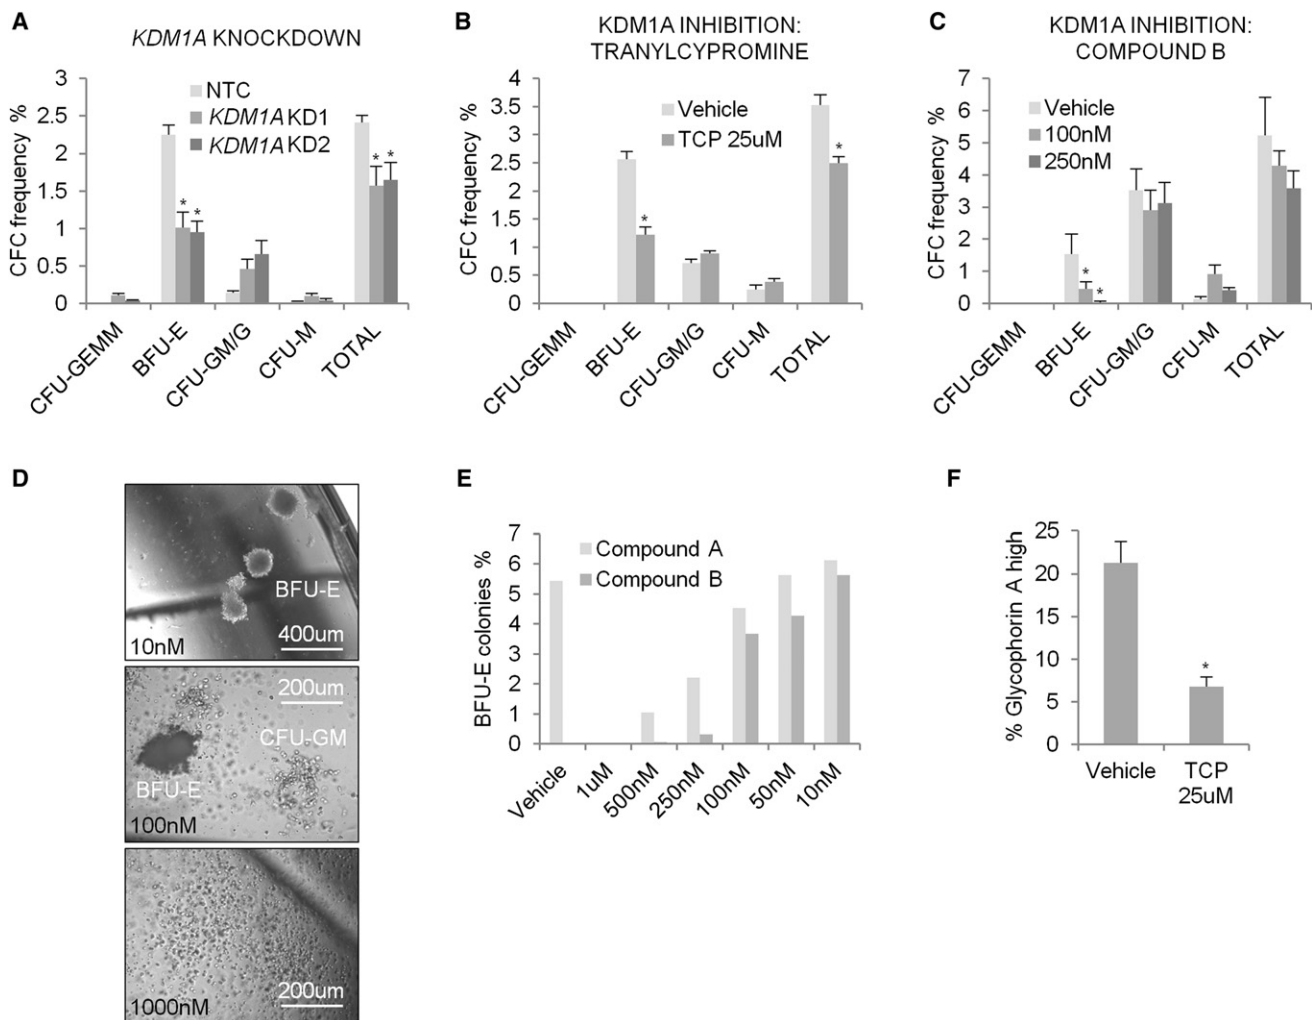 A
KDM1A KNOCKDOWN
CFC frequency %
3
2.5
2
1.5
1
0.5
0
NTC
KDM1A KD1
KDM1A KD2
* *
* *
CFU-GEMM
BFU-E
CFU-GM/G
CFU-M
TOTAL
B
KDM1A INHIBITION:
TRANYLCYPROMINE
CFC frequency %
4
3.5
3
2.5
2
1.5
1
0.5
0
Vehicle
TCP 25uM
*
*
CFU-GEMM
BFU-E
CFU-GM/G
CFU-M
TOTAL
C
KDM1A INHIBITION:
COMPOUND B
CFC frequency %
7
6
5
4
3
2
1
0
Vehicle
100nM
250nM
*
*
CFU-GEMM
BFU-E
CFU-GM/G
CFU-M
TOTAL
D
BFU-E
400um
10nM
200um
CFU-GM
BFU-E
100nM
200um
1000nM
E
BFU-E colonies %
7
6
5
4
3
2
1
0
Compound A
Compound B
Vehicle
1uM
500nM
250nM
100nM
50nM
10nM
F
% Glycophorin A high
25
20
15
10
5
0
*
Vehicle
TCP
25uM